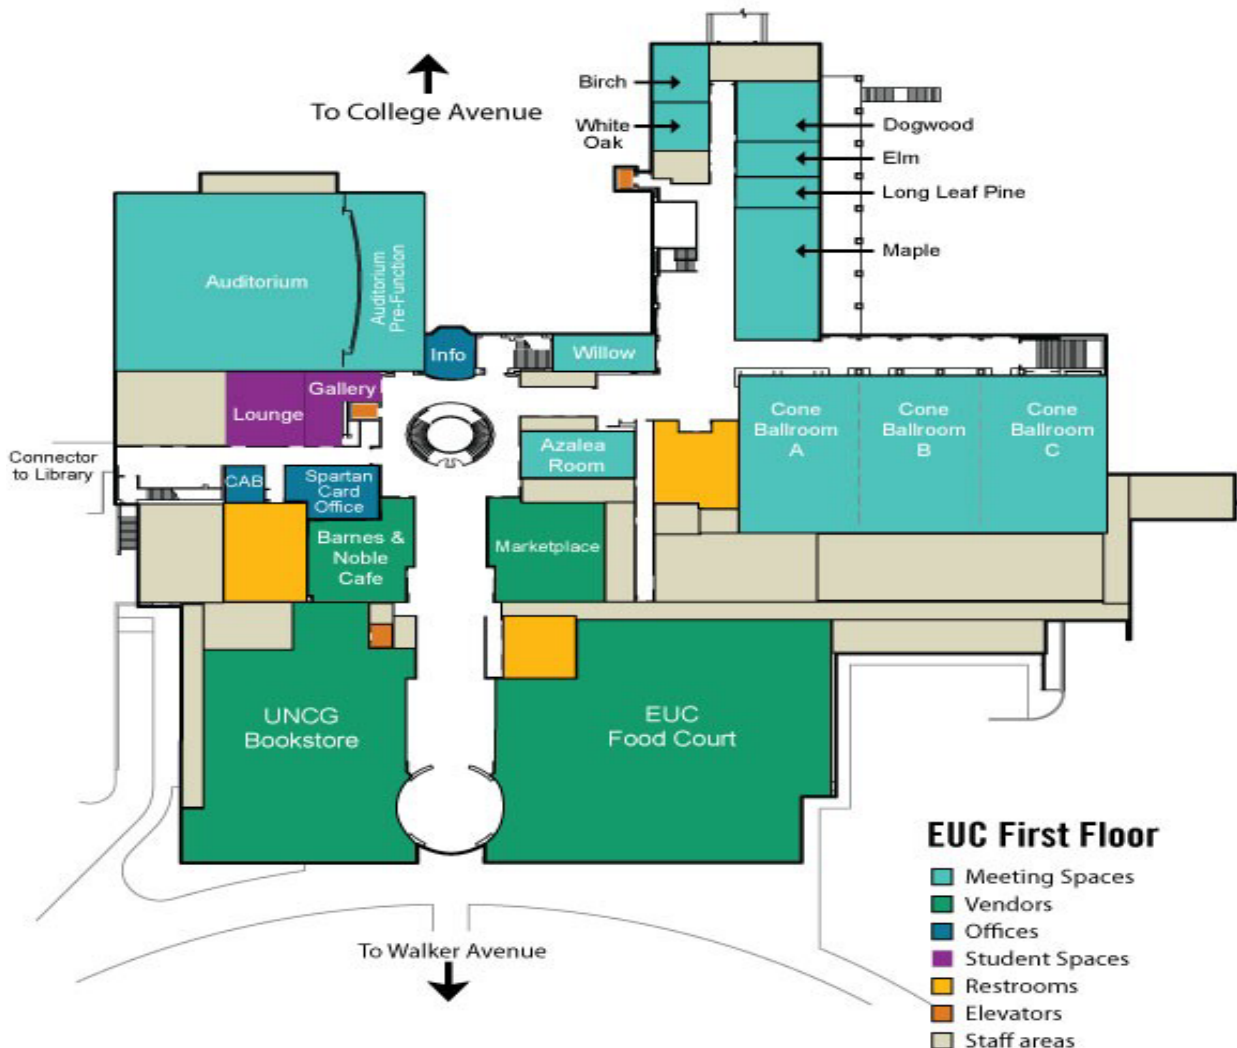 Birch
To College Avenue
White
Oak
Dogwood
Elm
Long Leaf Pine
Maple
Auditorium
Auditorium
Pre-Function
Info
Willow
Gallery
Lounge
Cone
Ballroom
A
Cone
Ballroom
B
Cone
Ballroom
C
Azalea
Room
Connector
to Library
CAB
Spartan
Card
Office
Barnes &
Noble
Cafe
Marketplace
UNCG
Bookstore
EUC
Food Court
EUC First Floor
Meeting Spaces
Vendors
Offices
Student Spaces
Restrooms
Elevators
Staff areas
To Walker Avenue